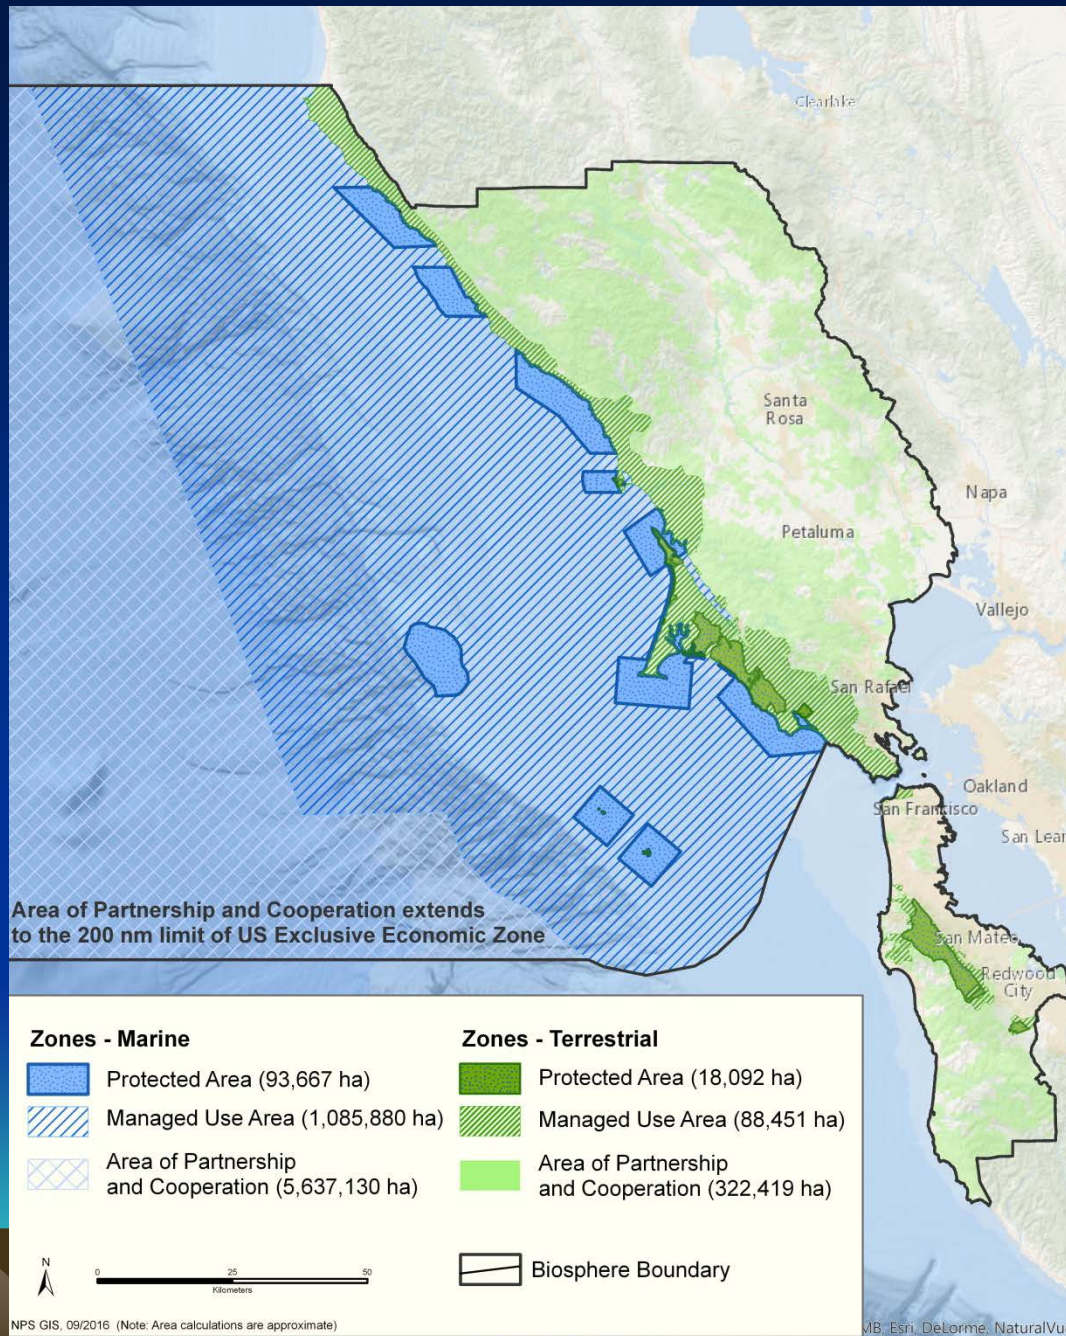 Clearlake
Santa
Rosa
Napa
Petaluma
Vallejo
San Rafael
Oakland
San Francisco
San Lear
San Mateo
Redwood
City
Area of Partnership and Cooperation extends
to the 200 nm limit of US Exclusive Economic Zone
Zones - Marine
Protected Area (93,667 ha)
Managed Use Area (1,085,880 ha)
Area of Partnership
and Cooperation (5,637,130 ha)
Zones - Terrestrial
Protected Area (18,092 ha)
Managed Use Area (88,451 ha)
Area of Partnership
and Cooperation (322,419 ha)
N
0 25 50
Kilometers
Biosphere Boundary
NPS GIS, 09/2016 (Note: Area calculations are approximate)
MB, Esri, DeLorme, NaturalVu